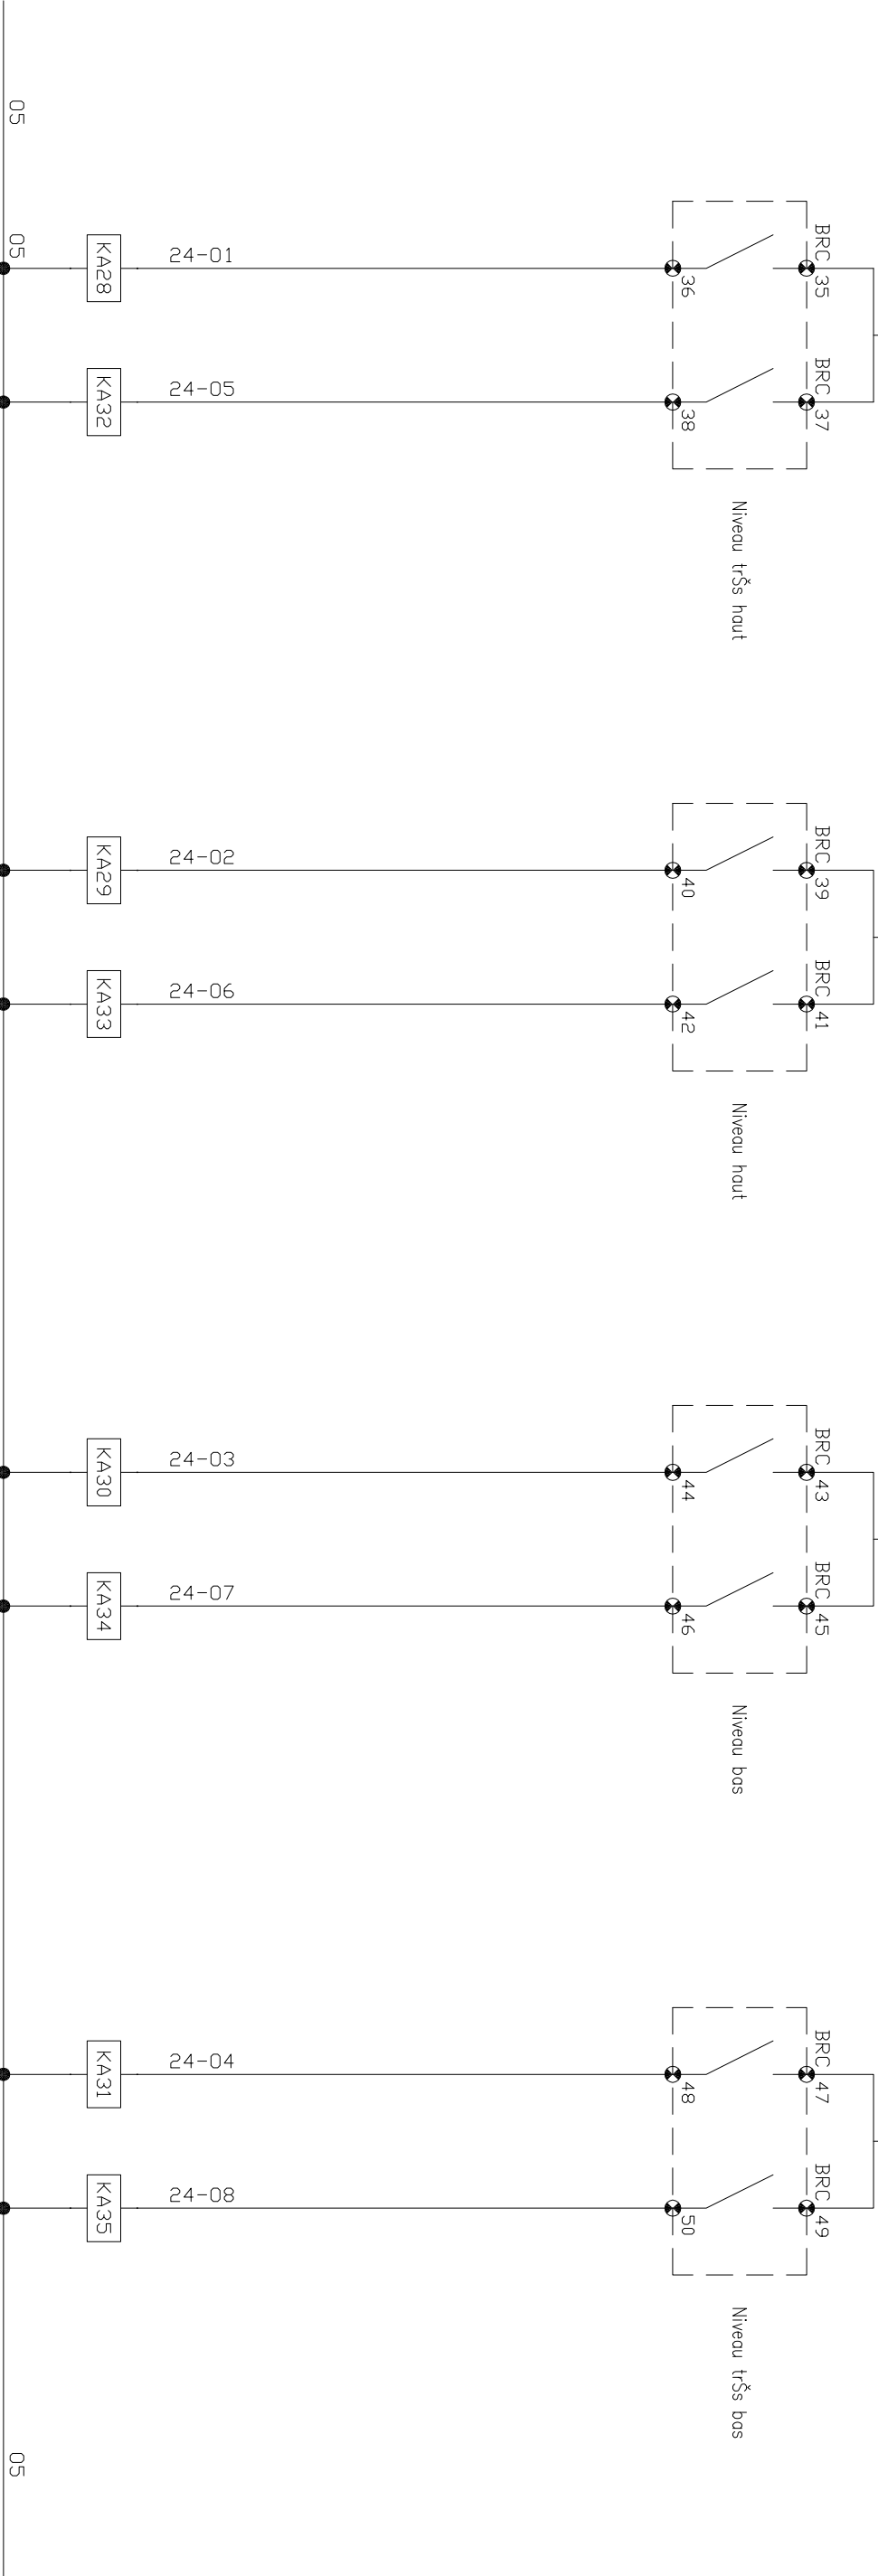 05
05
KA28
24-01
36
BRC 35
KA32
24-05
38
BRC 37
Niveau trŠs haut
KA29
24-02
40
BRC 39
KA33
24-06
42
BRC 41
Niveau haut
KA30
24-03
44
BRC 43
KA34
24-07
46
BRC 45
Niveau bas
KA31
24-04
48
BRC 47
KA35
24-08
50
BRC 49
Niveau trŠs bas
05